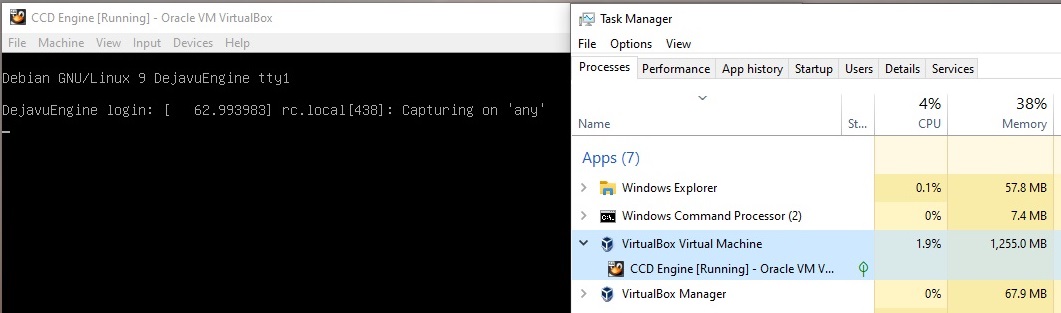 CCD Engine [Running] - Oracle VM VirtualBox
File Machine View Input Devices Help
Debian GNU/Linux 9 DejavuEngine tty1
DejavuEngine login: [   62.993983] rc.local[438]: Capturing on 'any'
_
Task Manager
File Options View
Processes Performance App history Startup Users Details Services
4% 38%
Name St... CPU Memory
Apps (7)
Windows Explorer 0.1% 57.8 MB
Windows Command Processor (2) 0% 7.4 MB
VirtualBox Virtual Machine 1.9% 1,255.0 MB
CCD Engine [Running] - Oracle VM V...
VirtualBox Manager 0% 67.9 MB